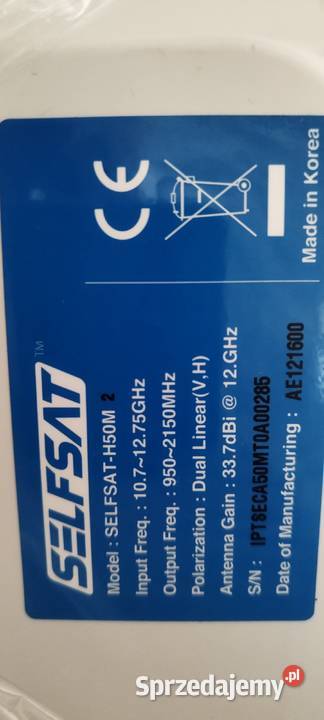 SELFSAT™
Model : SELFSAT-H50M 2
Input Freq. : 10.7~12.75GHz
Output Freq. : 950~2150MHz
Polarization : Dual Linear(V,H)
Antenna Gain : 33.7dBi @ 12.GHz
S/N : IPT8ECA50MT0A00285
Date of Manufacturing : AE121600
CE
Made in Korea
Sprzedajemy.pl